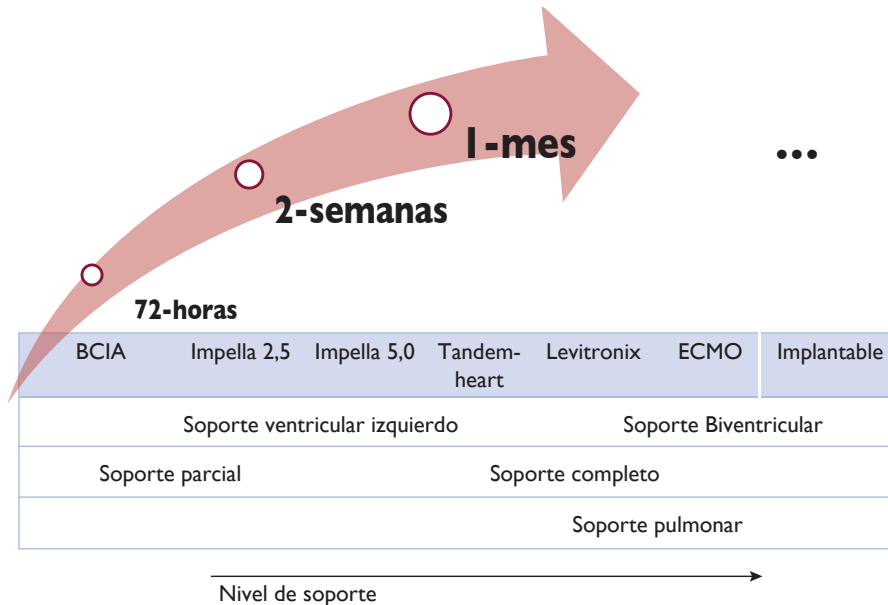 1-mes
...
2-semanas
72-horas
BCIA Impella 2,5 Impella 5,0 Tandem-heart Levitronix ECMO Implantable
Soporte ventricular izquierdo Soporte Biventricular
Soporte parcial Soporte completo
Soporte pulmonar
Nivel de soporte